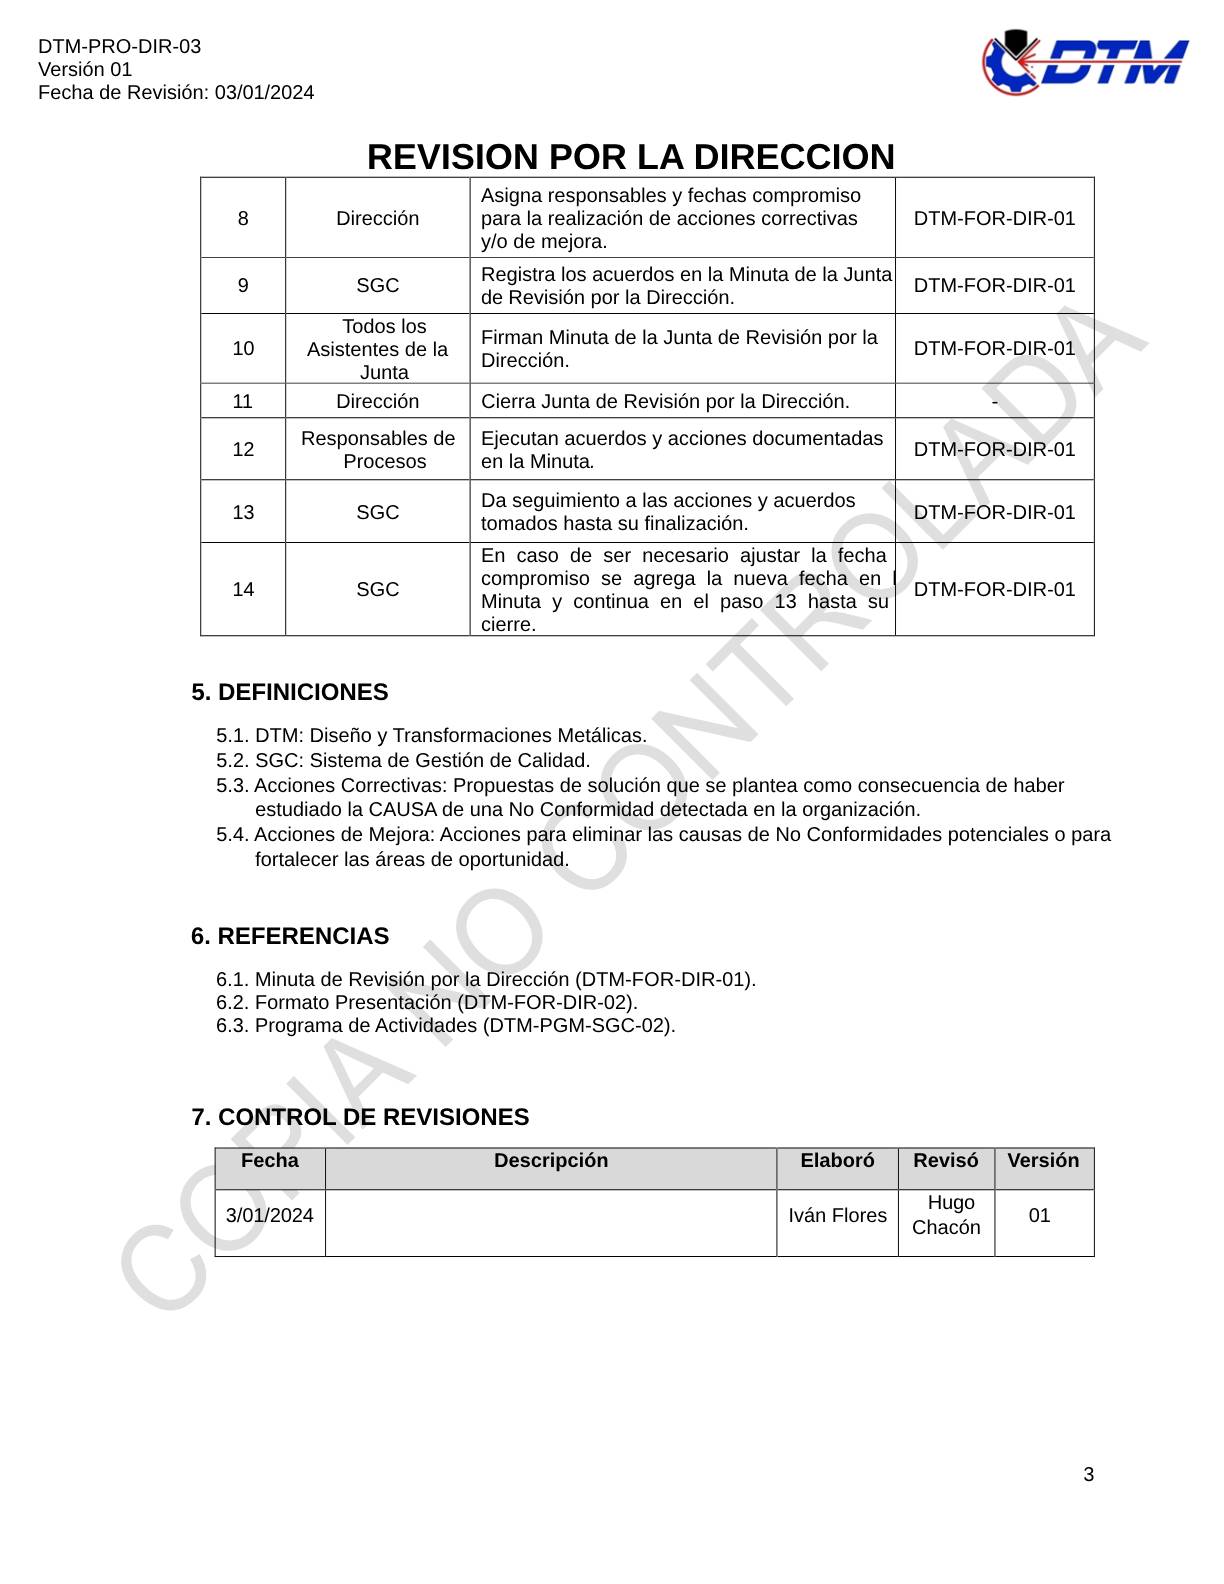 DTM-PRO-DIR-03
Versión 01
Fecha de Revisión: 03/01/2024
DTM
REVISION POR LA DIRECCION
8
Dirección
Asigna responsables y fechas compromiso
para la realización de acciones correctivas
y/o de mejora.
DTM-FOR-DIR-01
9
SGC
Registra los acuerdos en la Minuta de la Junta
de Revisión por la Dirección.
DTM-FOR-DIR-01
10
Todos los
Asistentes de la
Junta
Firman Minuta de la Junta de Revisión por la
Dirección.
DTM-FOR-DIR-01
11
Dirección
Cierra Junta de Revisión por la Dirección.
-
12
Responsables de
Procesos
Ejecutan acuerdos y acciones documentadas
en la Minuta.
DTM-FOR-DIR-01
13
SGC
Da seguimiento a las acciones y acuerdos
tomados hasta su finalización.
DTM-FOR-DIR-01
14
SGC
En caso de ser necesario ajustar la fecha
compromiso se agrega la nueva fecha en
Minuta y continua en el paso 13 hasta su
cierre.
DTM-FOR-DIR-01
5. DEFINICIONES
5.1. DTM: Diseño y Transformaciones Metálicas.
5.2. SGC: Sistema de Gestión de Calidad.
5.3. Acciones Correctivas: Propuestas de solución que se plantea como consecuencia de haber
estudiado la CAUSA de una No Conformidad detectada en la organización.
5.4. Acciones de Mejora: Acciones para eliminar las causas de No Conformidades potenciales o para
fortalecer las áreas de oportunidad.
6. REFERENCIAS
6.1. Minuta de Revisión por la Dirección (DTM-FOR-DIR-01).
6.2. Formato Presentación (DTM-FOR-DIR-02).
6.3. Programa de Actividades (DTM-PGM-SGC-02).
7. CONTROL DE REVISIONES
Fecha Descripción Elaboró Revisó Versión
3/01/2024
Iván Flores
Hugo
Chacón
01
COPIA NO CONTROLADA
3